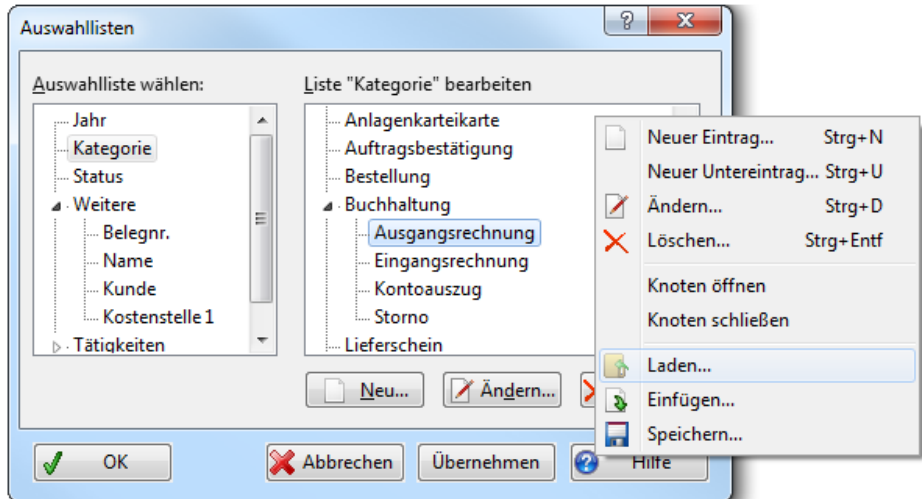 Auswahllisten
Auswahlliste wählen:
Jahr
Kategorie
Status
Weitere
Belegnr.
Name
Kunde
Kostenstelle 1
Tätigkeiten
Liste "Kategorie" bearbeiten
Anlagenkarteikarte
Auftragsbestätigung
Bestellung
Buchhaltung
Ausgangsrechnung
Eingangsrechnung
Kontoauszug
Storno
Lieferschein
Neu...
Ändern...
Neuer Eintrag... Strg+N
Neuer Untereintrag... Strg+U
Ändern... Strg+D
Löschen... Strg+Entf
Knoten öffnen
Knoten schließen
Laden...
Einfügen...
Speichern...
OK
Abbrechen
Übernehmen
Hilfe